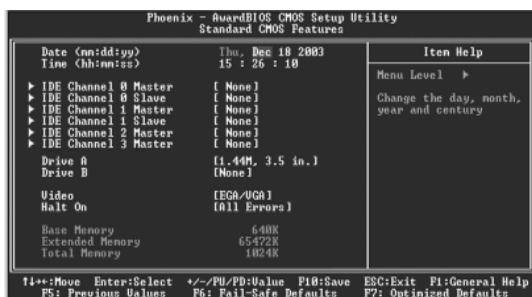 Phoenix - AwardBIOS CMOS Setup Utility
Standard CMOS Features
Date (mm:dd:yy) Thu, Dec 18 2003
Time (hh:mm:ss) 15 : 26 : 10
▶ IDE Channel 0 Master [ None]
▶ IDE Channel 0 Slave [ None]
▶ IDE Channel 1 Master [ None]
▶ IDE Channel 1 Slave [ None]
▶ IDE Channel 2 Master [ None]
▶ IDE Channel 3 Master [ None]
Drive A [1.44M, 3.5 in.]
Drive B [None]
Video [EGA/VGA]
Halt On [All Errors]
Base Memory 640K
Extended Memory 65472K
Total Memory 1024K
Item Help
Menu Level ▶
Change the day, month,
year and century
↑↓→←:Move Enter:Select +/-/PU/PD:Value F10:Save ESC:Exit F1:General Help
F5: Previous Values F6: Fail-Safe Defaults F7: Optimized Defaults